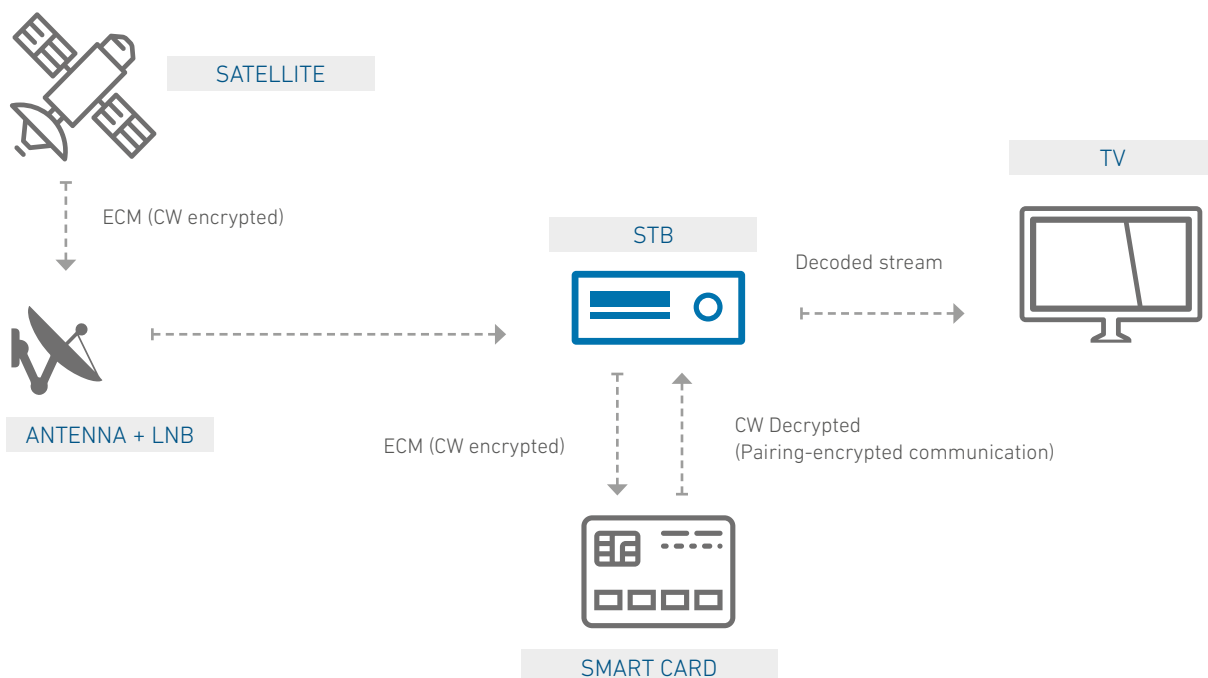 SATELLITE
TV
ECM (CW encrypted)
STB
Decoded stream
ANTENNA + LNB
ECM (CW encrypted)
CW Decrypted
(Pairing-encrypted communication)
SMART CARD